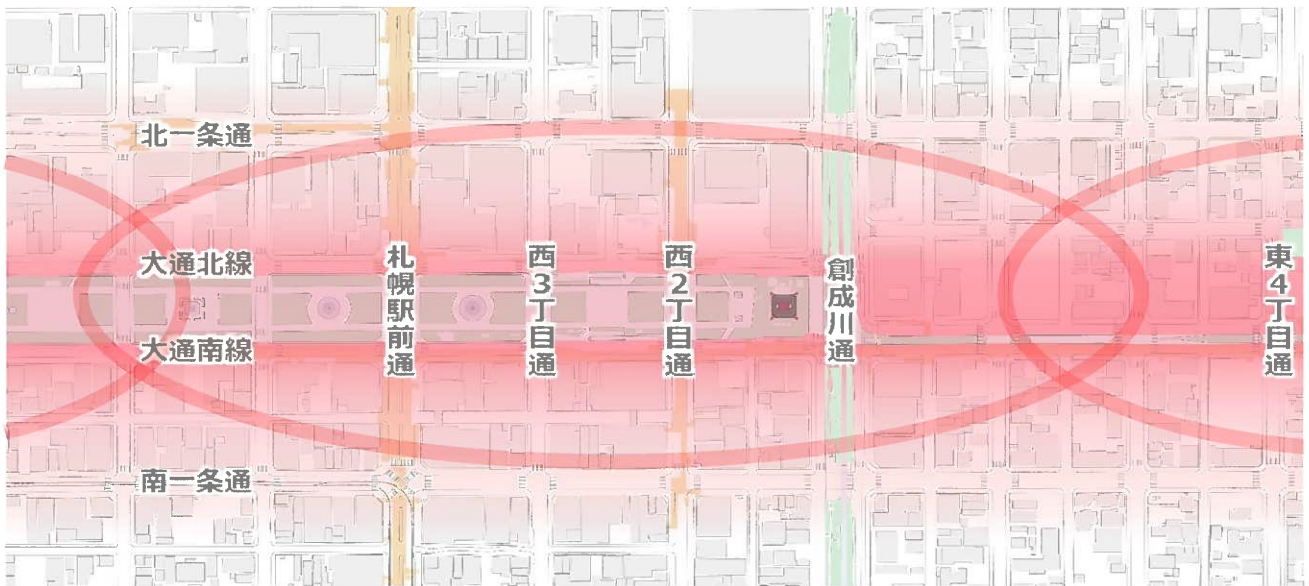 北一条通
大通北線
大通南線
南一条通
札幌駅前通
西3丁目通
西2丁目通
創成川通
東4丁目通